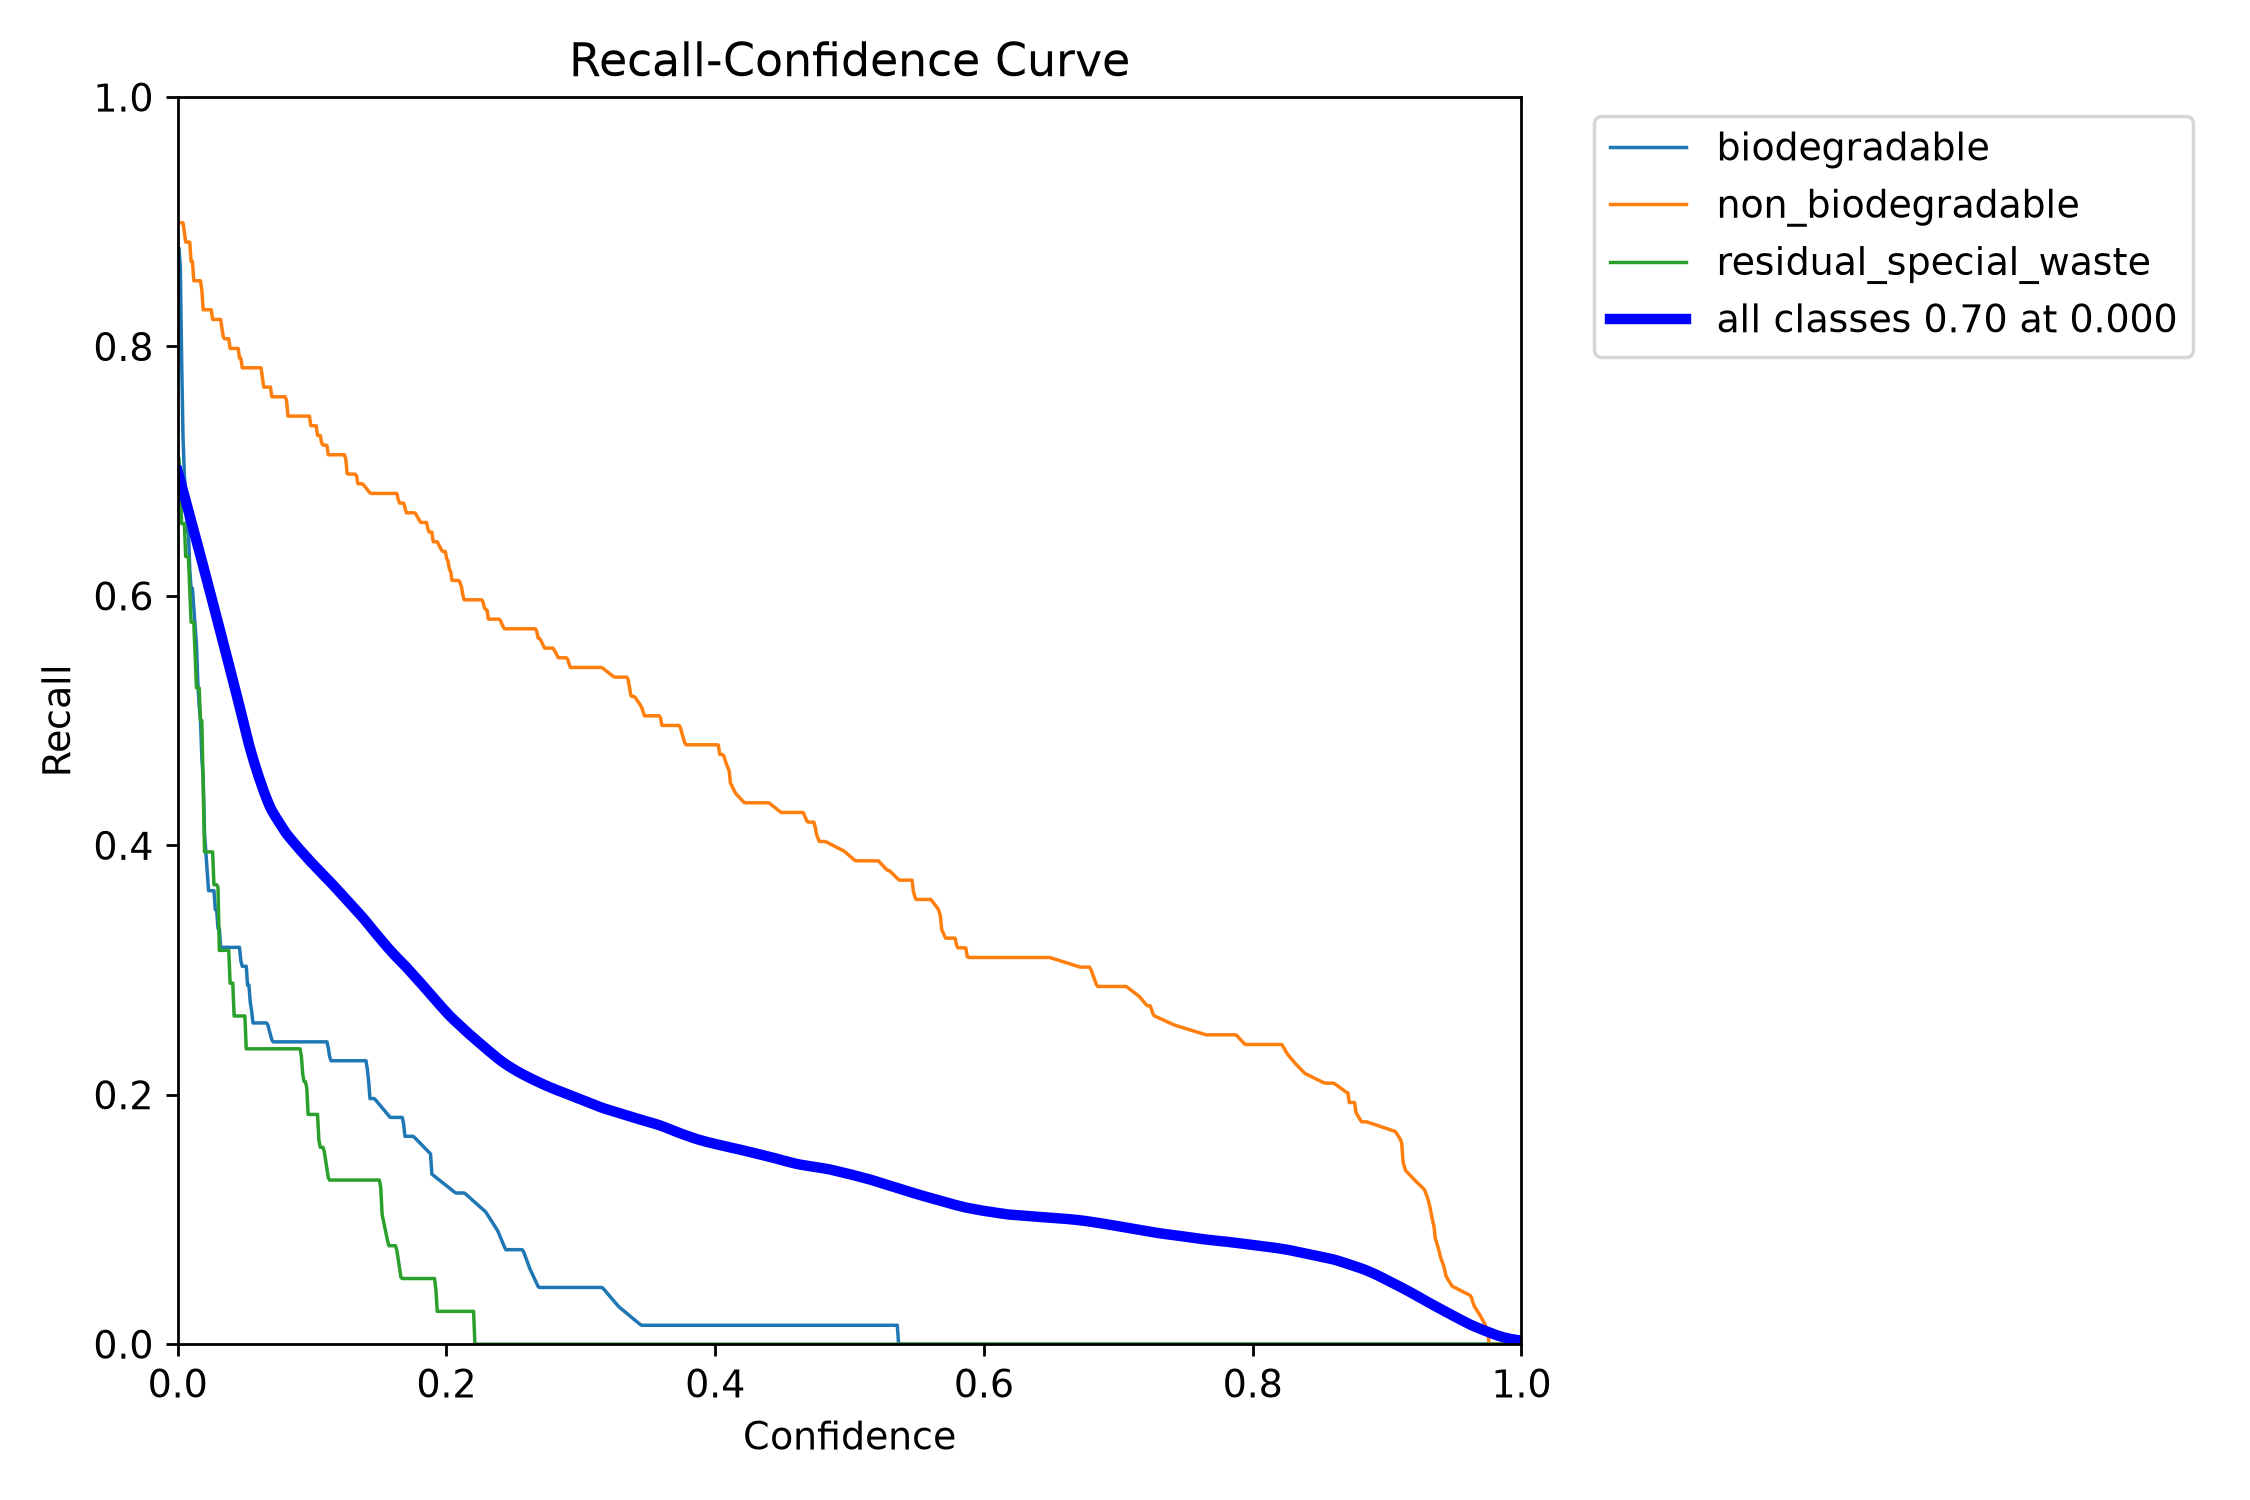 Recall-Confidence Curve
1.0
0.8
0.6
0.4
0.2
0.0
Recall
0.0 0.2 0.4 0.6 0.8 1.0
Confidence
biodegradable
non_biodegradable
residual_special_waste
all classes 0.70 at 0.000